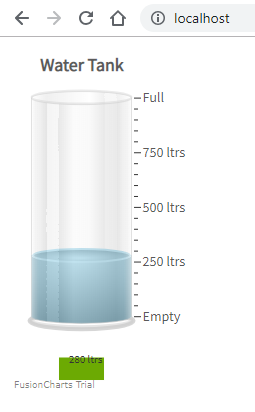 localhost
Water Tank
Full
750 ltrs
500 ltrs
250 ltrs
Empty
280 ltrs
FusionCharts Trial